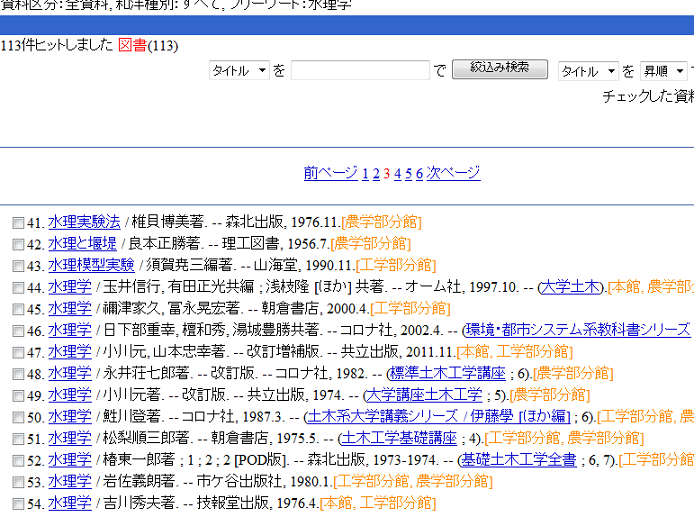 資料区分：全資料, 和洋種別：すべて, フリーワード：水理学
113件ヒットしました 図書(113)
タイトル を で 絞込み検索 タイトル を 昇順
チェックした資料
前ページ 1 2 3 4 5 6 次ページ
41. 水理実験法 / 椎貝博美著. -- 森北出版, 1976.11.[農学部分館]
42. 水理と堰堤 / 良本正勝著. -- 理工図書, 1956.7.[農学部分館]
43. 水理模型実験 / 須賀尭三編著. -- 山海堂, 1990.11.[工学部分館]
44. 水理学 / 玉井信行, 有田正光共編 ; 浅枝隆 [ほか] 共著. -- オーム社, 1997.10. -- (大学土木).[本館, 農学部分
45. 水理学 / 禰津家久, 冨永晃宏著. -- 朝倉書店, 2000.4.[工学部分館]
46. 水理学 / 日下部重幸, 檀和秀, 湯城豊勝共著. -- コロナ社, 2002.4. -- (環境・都市システム系教科書シリーズ
47. 水理学 / 小川元, 山本忠幸著. -- 改訂増補版. -- 共立出版, 2011.11.[本館, 工学部分館]
48. 水理学 / 永井荘七郎著. -- 改訂版. -- コロナ社, 1982. -- (標準土木工学講座 ; 6).[農学部分館]
49. 水理学 / 小川元著. -- 改訂版. -- 共立出版, 1974. -- (大学講座土木工学 ; 5).[農学部分館]
50. 水理学 / 鮏川登著. -- コロナ社, 1987.3. -- (土木系大学講義シリーズ / 伊藤學 [ほか編] ; 6).[工学部分館, 農
51. 水理学 / 松梨順三郎著. -- 朝倉書店, 1975.5. -- (土木工学基礎講座 ; 4).[工学部分館, 農学部分館]
52. 水理学 / 椿東一郎著 ; 1 ; 2 ; 2 [POD版]. -- 森北出版, 1973-1974. -- (基礎土木工学全書 ; 6, 7).[工学部分
53. 水理学 / 岩佐義朗著. -- 市ケ谷出版社, 1980.1.[工学部分館, 農学部分館]
54. 水理学 / 吉川秀夫著. -- 技報堂出版, 1976.4.[本館, 工学部分館]